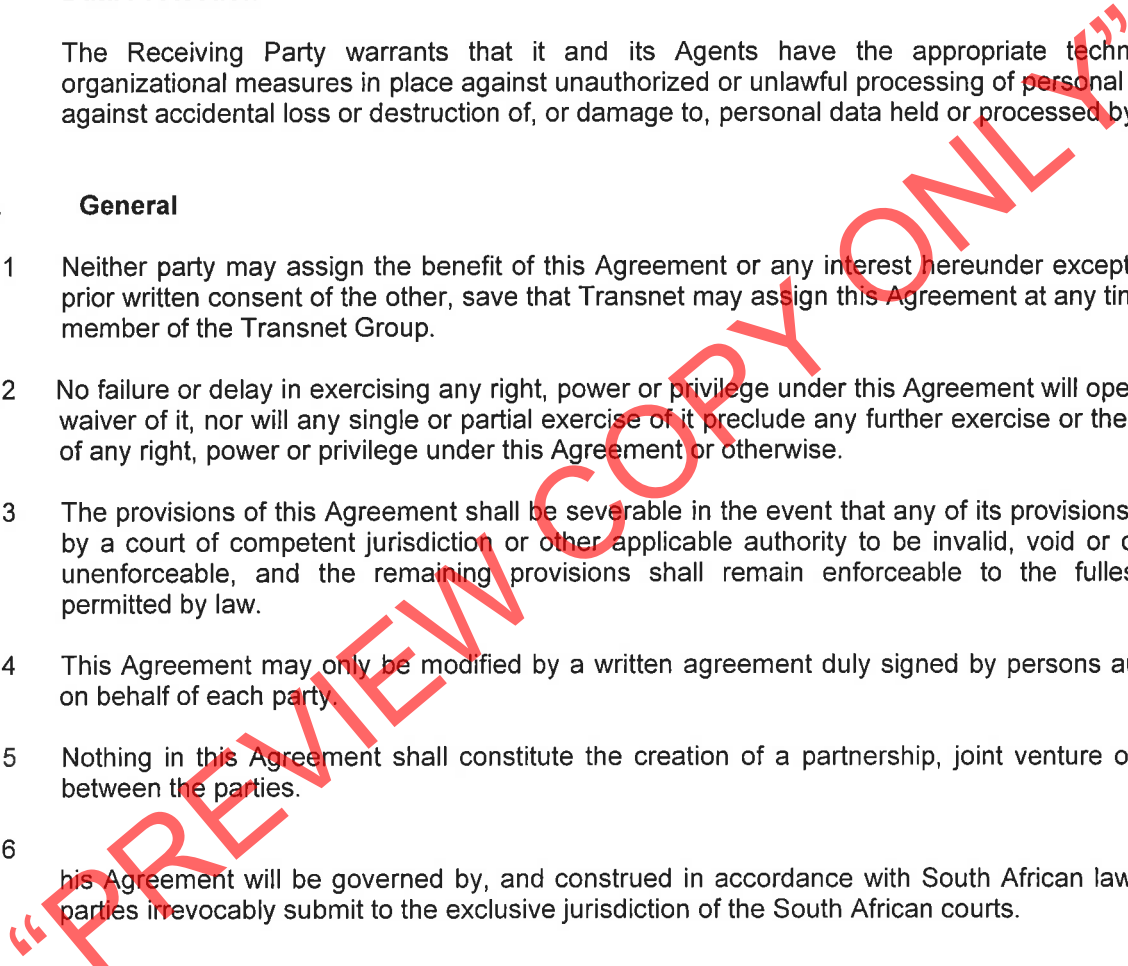 The Receiving Party warrants that it and its Agents have the appropriate techn
organizational measures in place against unauthorized or unlawful processing of personal
against accidental loss or destruction of, or damage to, personal data held or processed by
General
1 Neither party may assign the benefit of this Agreement or any interest hereunder except
prior written consent of the other, save that Transnet may assign this Agreement at any tim
member of the Transnet Group.
2 No failure or delay in exercising any right, power or privilege under this Agreement will ope
waiver of it, nor will any single or partial exercise of it preclude any further exercise or the
of any right, power or privilege under this Agreement or otherwise.
3 The provisions of this Agreement shall be severable in the event that any of its provisions
by a court of competent jurisdiction or other applicable authority to be invalid, void or o
unenforceable, and the remaining provisions shall remain enforceable to the fulles
permitted by law.
4 This Agreement may only be modified by a written agreement duly signed by persons au
on behalf of each party.
5 Nothing in this Agreement shall constitute the creation of a partnership, joint venture o
between the parties.
6
his Agreement will be governed by, and construed in accordance with South African law
parties irrevocably submit to the exclusive jurisdiction of the South African courts.
“PREVIEW COPY ONLY”